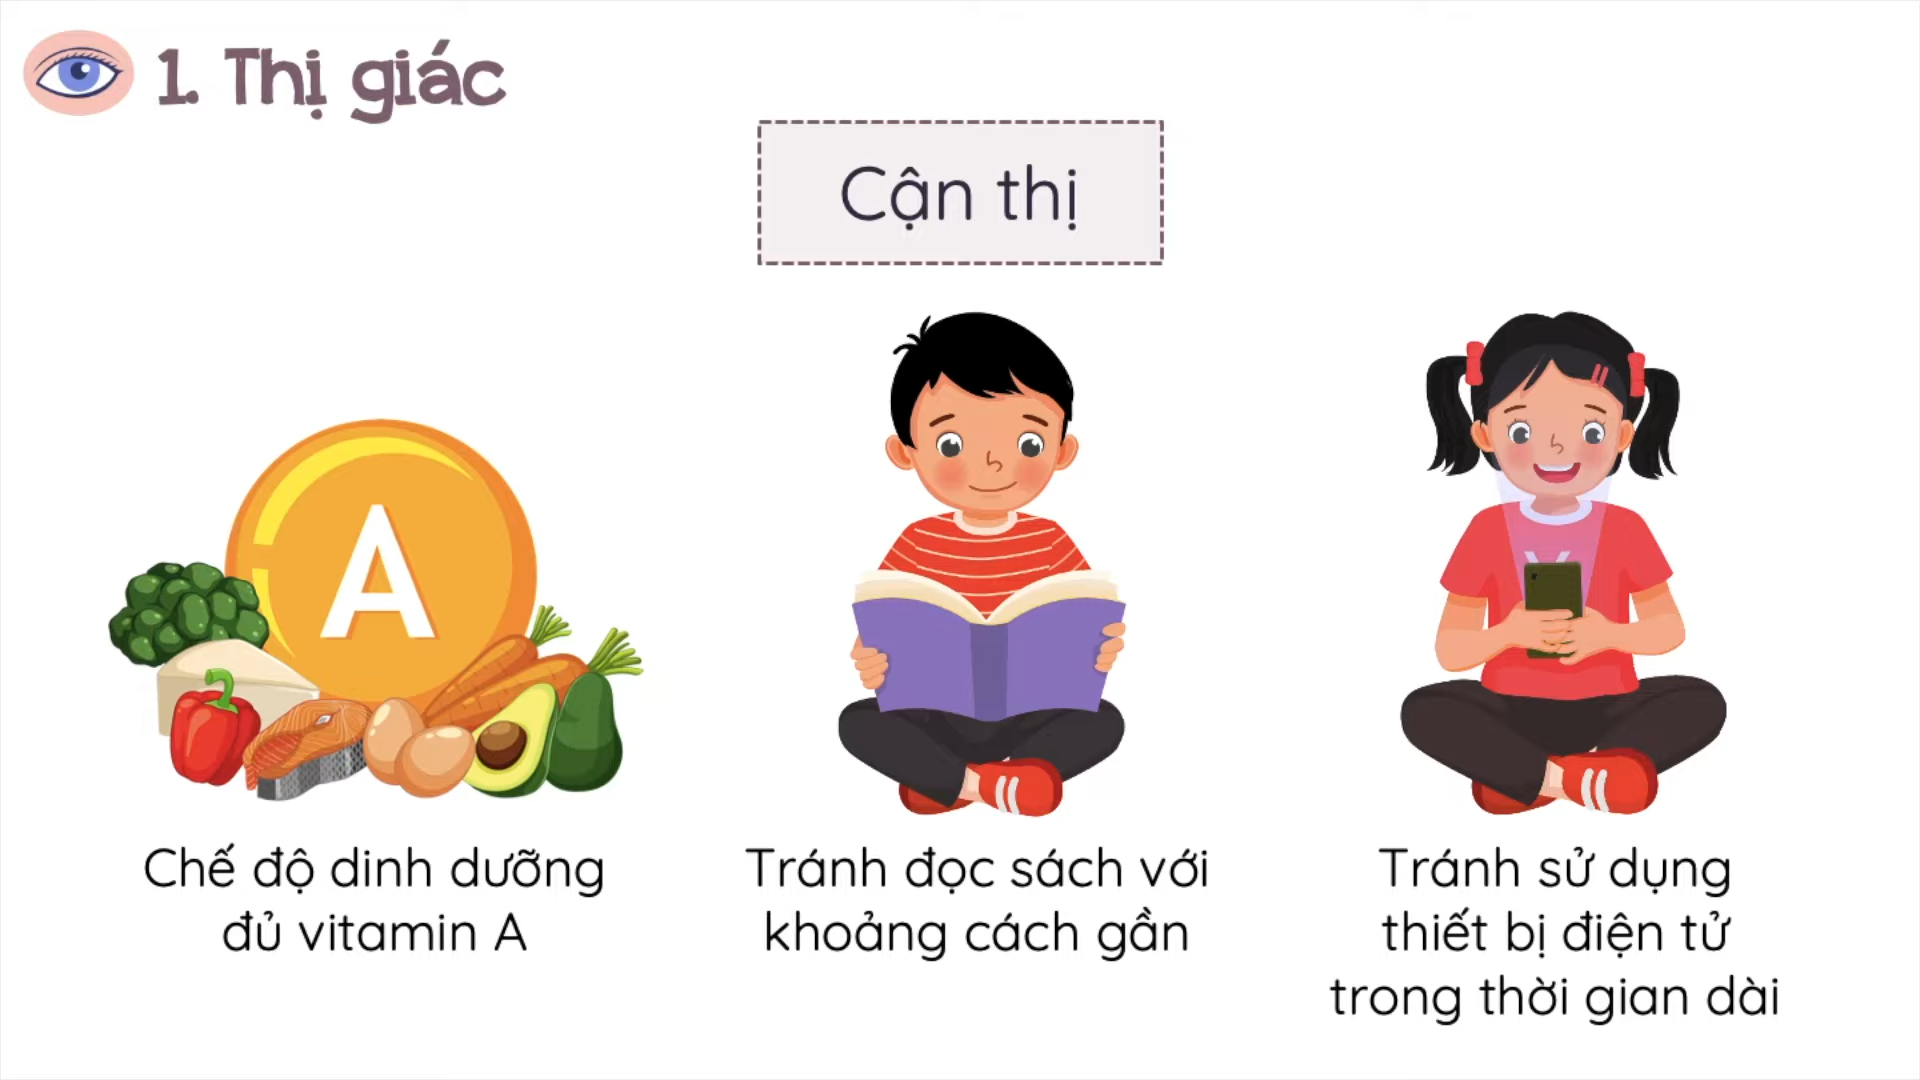 1. Thị giác
Cận thị
A
Chế độ dinh dưỡng
đủ vitamin A
Tránh đọc sách với
khoảng cách gần
Tránh sử dụng
thiết bị điện tử
trong thời gian dài